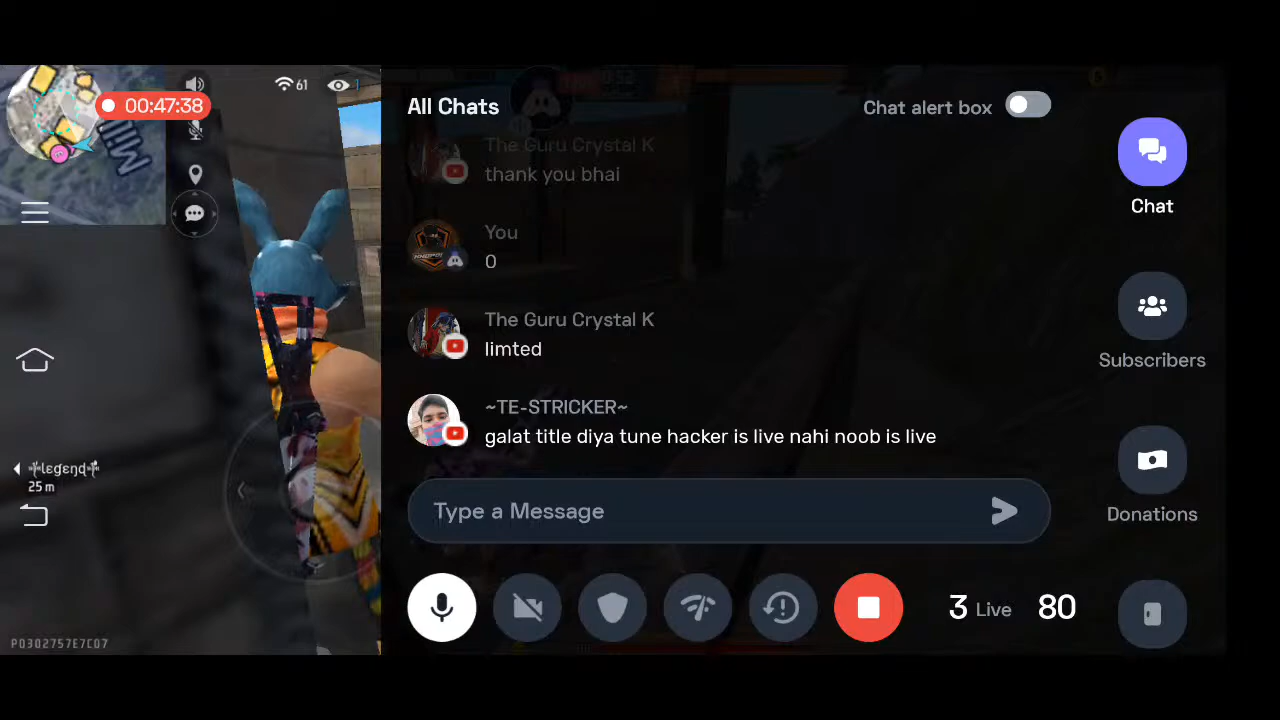 00:47:38
61
1
Mill
All Chats
Chat alert box
The Guru Crystal K
thank you bhai
You
0
The Guru Crystal K
limted
~TE-STRICKER~
galat title diya tune hacker is live nahi noob is live
Type a Message
3 Live 80
Chat
Subscribers
Donations
legend
25 m
P0302757E7C07